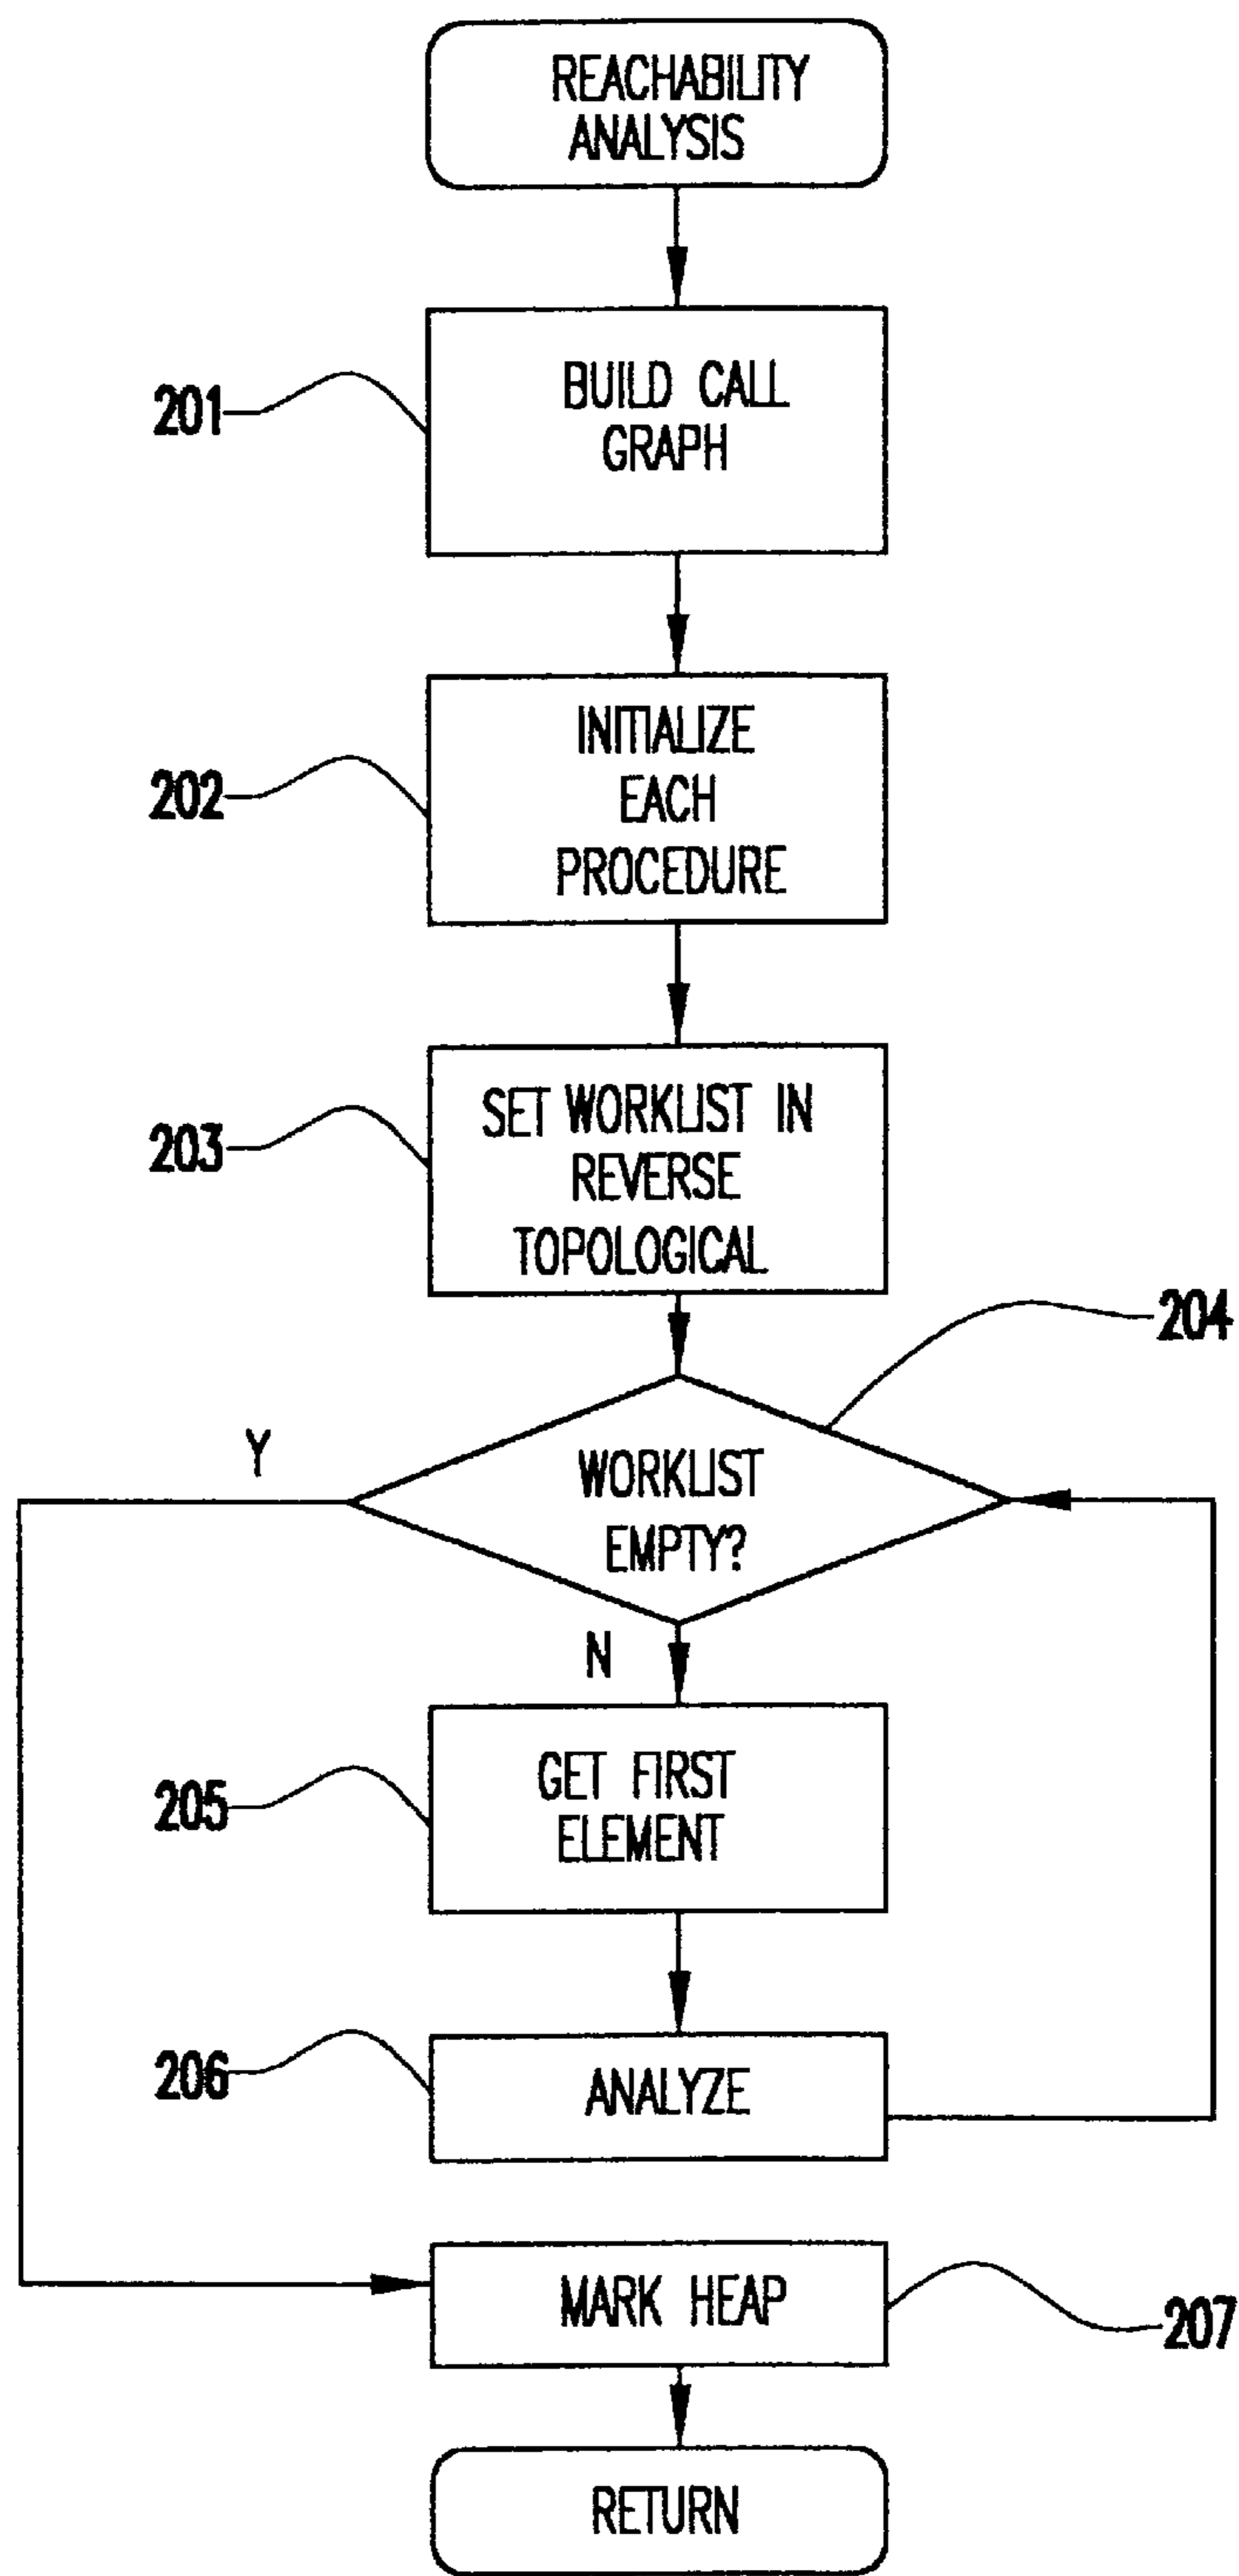 REACHABILITY
ANALYSIS
201
BUILD CALL
GRAPH
202
INITIALIZE
EACH
PROCEDURE
203
SET WORKLIST IN
REVERSE
TOPOLOGICAL
204
Y
WORKLIST
EMPTY?
N
205
GET FIRST
ELEMENT
206
ANALYZE
MARK HEAP
207
RETURN